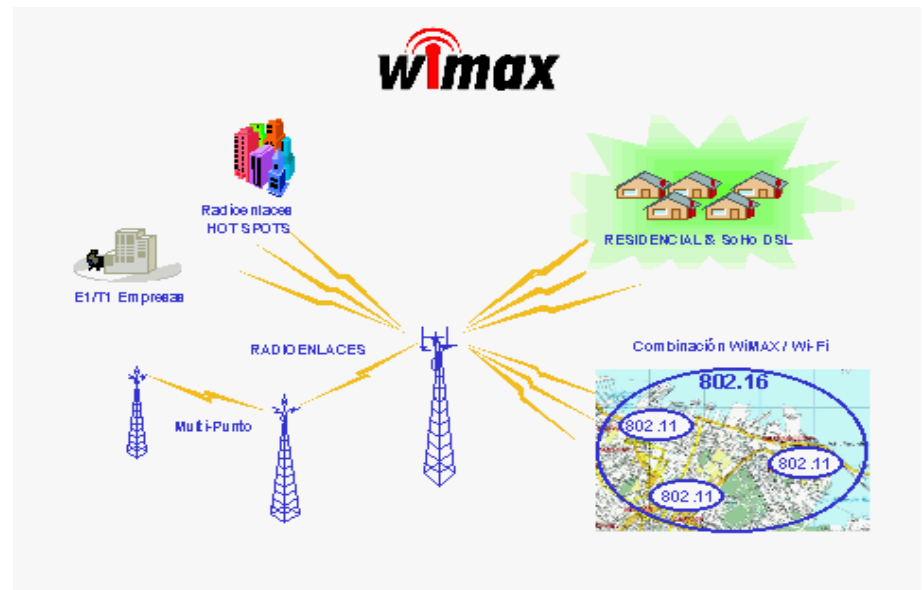 wimax
Radioenlaces
HOT SPOTS
RESIDENCIAL & SoHo DSL
E1/T1 Empresas
RADIOENLACES
Combinación WiMAX / Wi-Fi
802.16
Multi-Punto
802.11
802.11
802.11